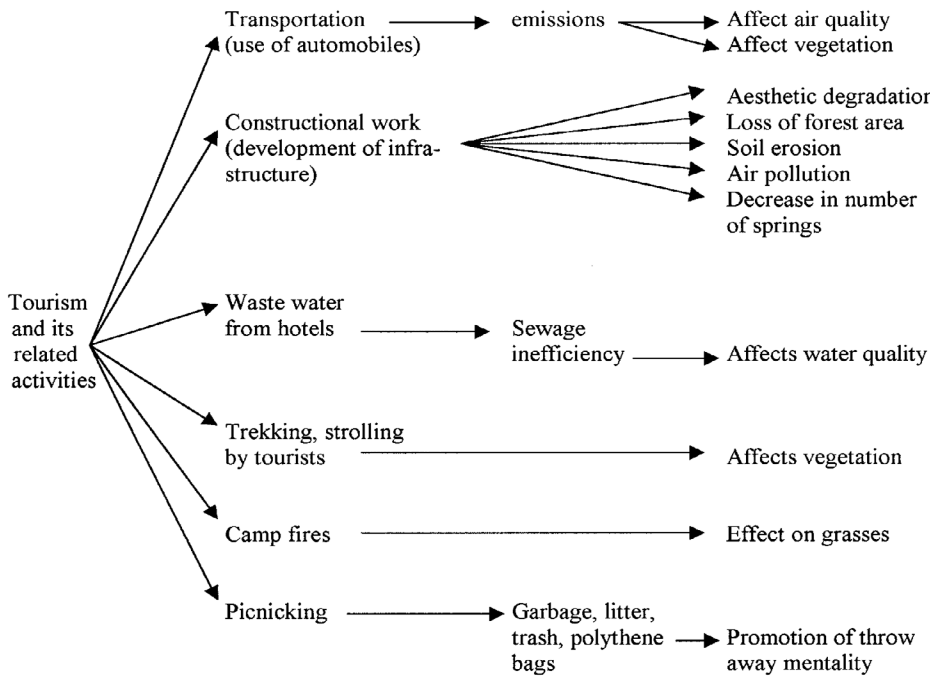 Transportation
(use of automobiles)
emissions
Affect air quality
Affect vegetation
Constructional work
(development of infra-
structure)
Aesthetic degradation
Loss of forest area
Soil erosion
Air pollution
Decrease in number
of springs
Tourism
and its
related
activities
Waste water
from hotels
Sewage
inefficiency
Affects water quality
Trekking, strolling
by tourists
Affects vegetation
Camp fires
Effect on grasses
Picnicking
Garbage, litter,
trash, polythene
bags
Promotion of throw
away mentality